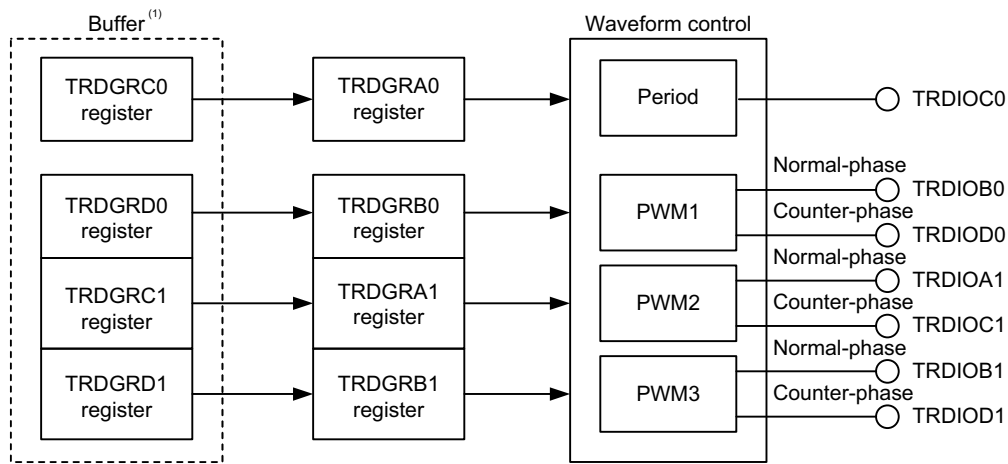 Buffer (1)
Waveform control
TRDGRC0
register
TRDGRA0
register
Period
TRDIOC0
TRDGRD0
register
TRDGRB0
register
PWM1
Normal-phase
TRDIOB0
Counter-phase
TRDIOD0
TRDGRC1
register
TRDGRA1
register
PWM2
Normal-phase
TRDIOA1
Counter-phase
TRDIOC1
TRDGRD1
register
TRDGRB1
register
PWM3
Normal-phase
TRDIOB1
Counter-phase
TRDIOD1